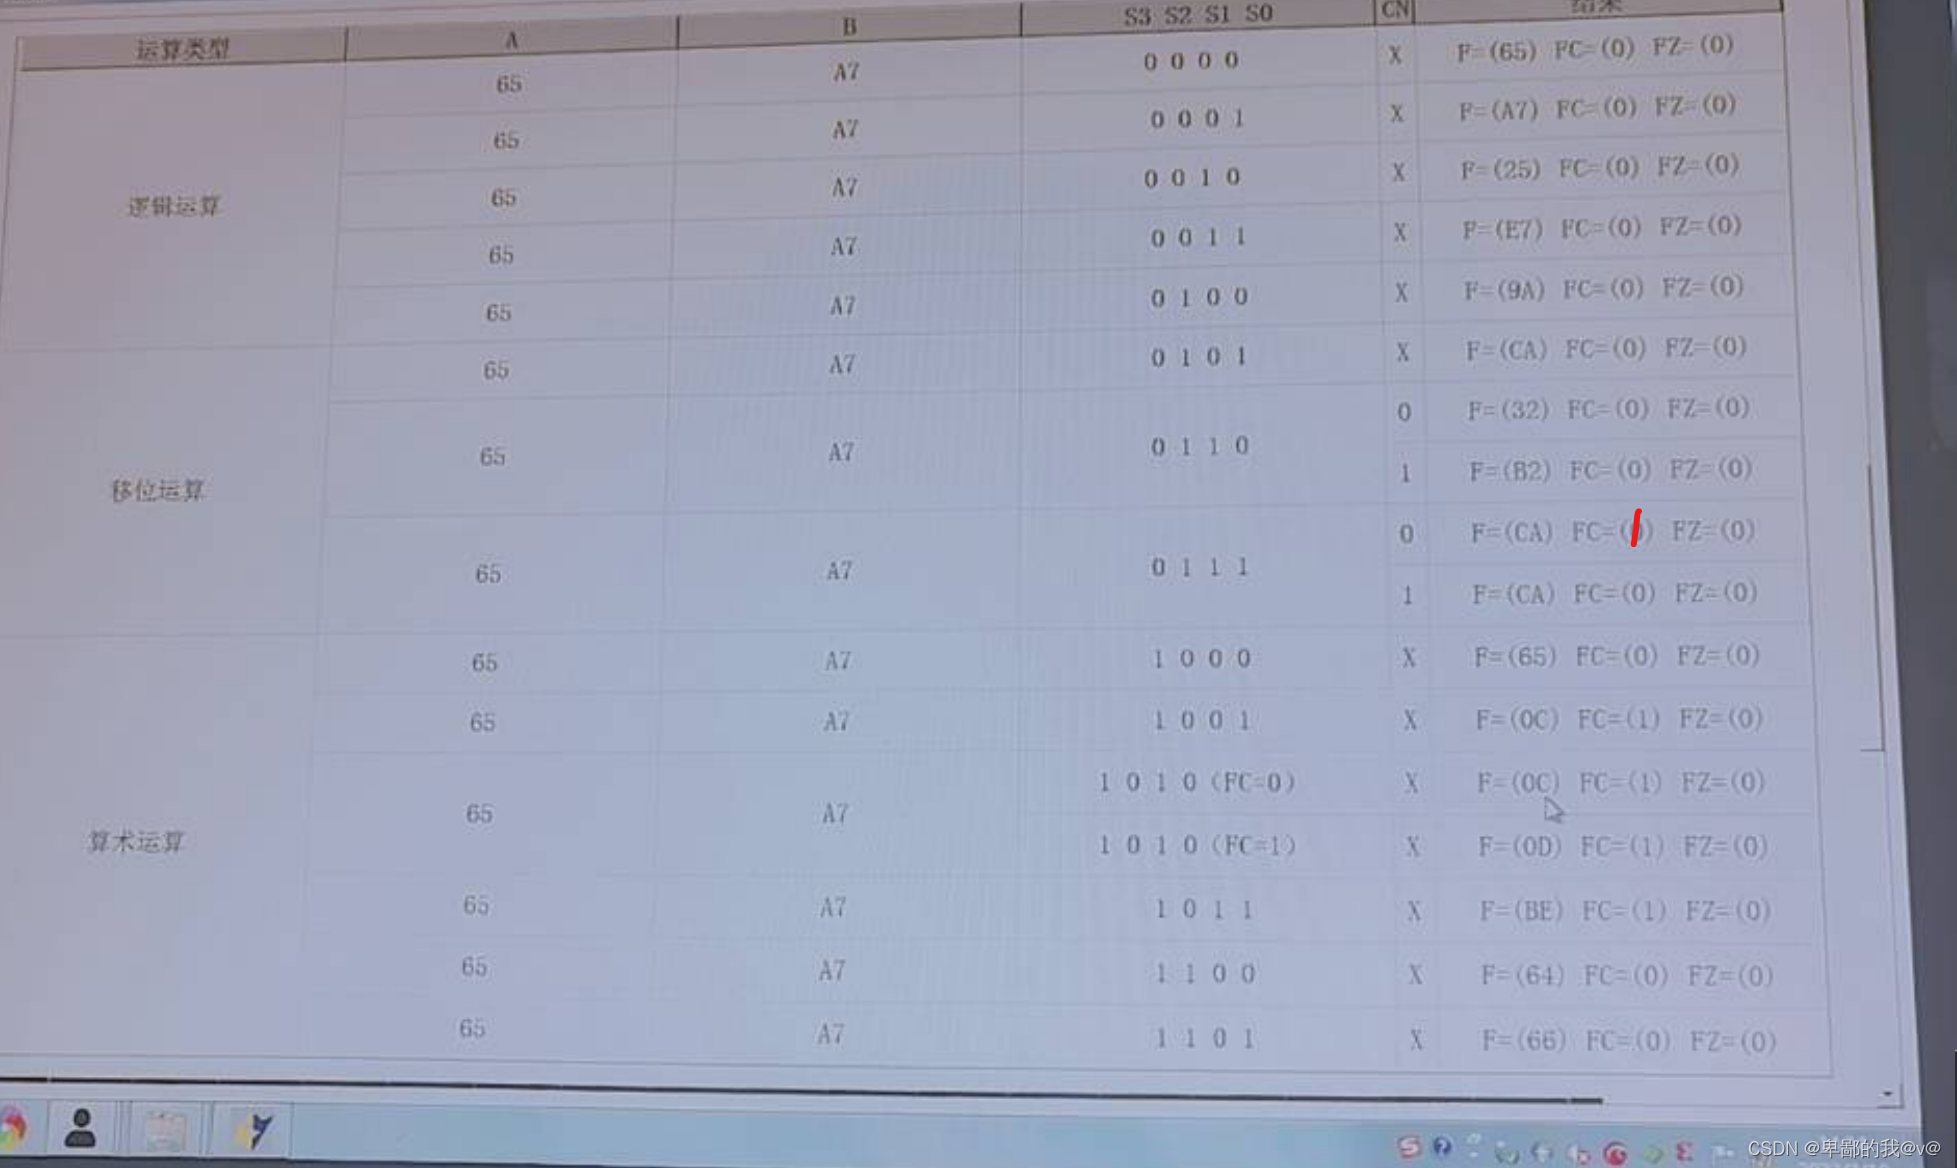 运算类型 A B S3 S2 S1 S0 CN 结果
65 A7 0 0 0 0 X F=(65) FC=(0) FZ=(0)
65 A7 0 0 0 1 X F=(A7) FC=(0) FZ=(0)
逻辑运算 65 A7 0 0 1 0 X F=(25) FC=(0) FZ=(0)
65 A7 0 0 1 1 X F=(E7) FC=(0) FZ=(0)
65 A7 0 1 0 0 X F=(9A) FC=(0) FZ=(0)
65 A7 0 1 0 1 X F=(CA) FC=(0) FZ=(0)
移位运算 65 A7 0 1 1 0 0 F=(32) FC=(0) FZ=(0)
1 F=(B2) FC=(0) FZ=(0)
65 A7 0 1 1 1 0 F=(CA) FC=( ) FZ=(0)
1 F=(CA) FC=(0) FZ=(0)
65 A7 1 0 0 0 X F=(65) FC=(0) FZ=(0)
65 A7 1 0 0 1 X F=(0C) FC=(1) FZ=(0)
算术运算 65 A7 1 0 1 0 (FC=0) X F=(0C) FC=(1) FZ=(0)
1 0 1 0 (FC=1) X F=(0D) FC=(1) FZ=(0)
65 A7 1 0 1 1 X F=(BE) FC=(1) FZ=(0)
65 A7 1 1 0 0 X F=(64) FC=(0) FZ=(0)
65 A7 1 1 0 1 X F=(66) FC=(0) FZ=(0)
CSDN @卑鄙的我@v@